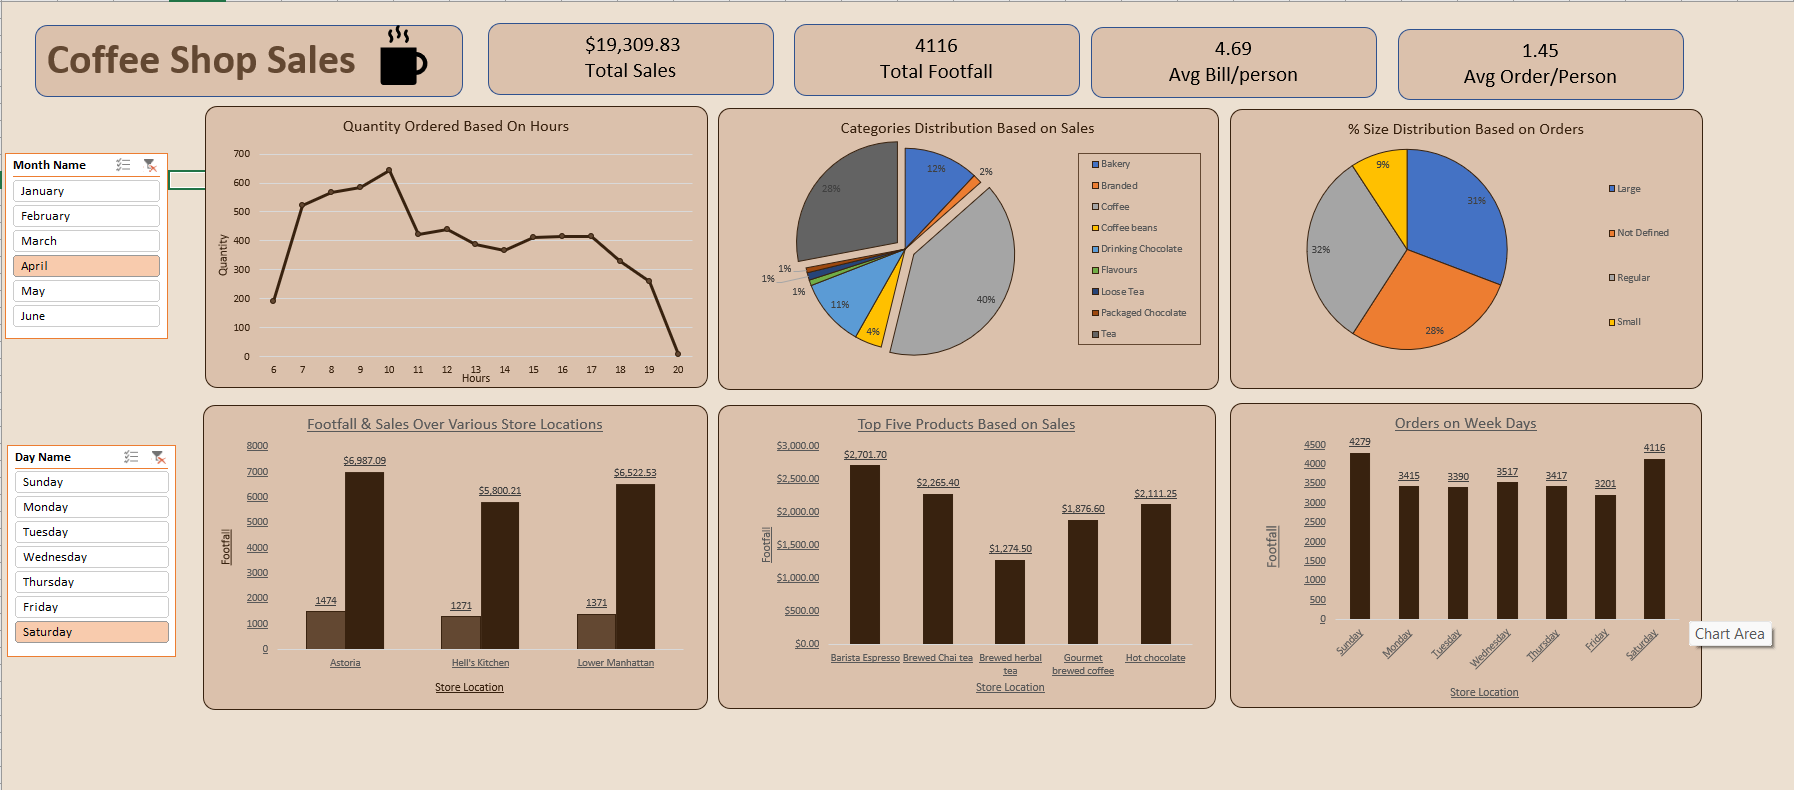 Coffee Shop Sales
$19,309.83
Total Sales
4116
Total Footfall
4.69
Avg Bill/person
1.45
Avg Order/Person
Month Name
January
February
March
April
May
June
Day Name
Sunday
Monday
Tuesday
Wednesday
Thursday
Friday
Saturday
Quantity Ordered Based On Hours
Quantity
700
600
500
400
300
200
100
0
6 7 8 9 10 11 12 13 14 15 16 17 18 19 20
Hours
Categories Distribution Based on Sales
12%
2%
28%
40%
1%
1%
1%
11%
4%
Bakery
Branded
Coffee
Coffee beans
Drinking Chocolate
Flavours
Loose Tea
Packaged Chocolate
Tea
% Size Distribution Based on Orders
9%
31%
32%
28%
Large
Not Defined
Regular
Small
Footfall & Sales Over Various Store Locations
Footfall
8000
7000
6000
5000
4000
3000
2000
1000
0
$6,987.09
$5,800.21
$6,522.53
1474
1271
1371
Astoria Hell's Kitchen Lower Manhattan
Store Location
Top Five Products Based on Sales
Footfall
$3,000.00
$2,500.00
$2,000.00
$1,500.00
$1,000.00
$500.00
$0.00
$2,701.70
$2,265.40
$1,274.50
$1,876.60
$2,111.25
Barista Espresso
Brewed Chai tea
Brewed herbal
tea
Gourmet
brewed coffee
Hot chocolate
Store Location
Orders on Week Days
Footfall
4500
4000
3500
3000
2500
2000
1500
1000
500
0
4279
3415
3390
3517
3417
3201
4116
Sunday
Monday
Tuesday
Wednesday
Thursday
Friday
Saturday
Store Location
Chart Area